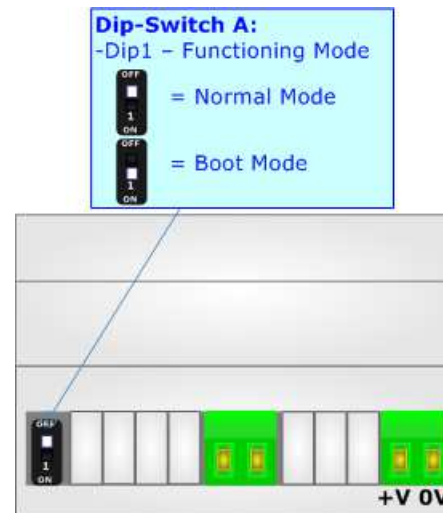 Dip-Switch A:
-Dip1 – Functioning Mode
OFF
1
ON
= Normal Mode
OFF
1
ON
= Boot Mode
OFF
1
ON
+V 0V